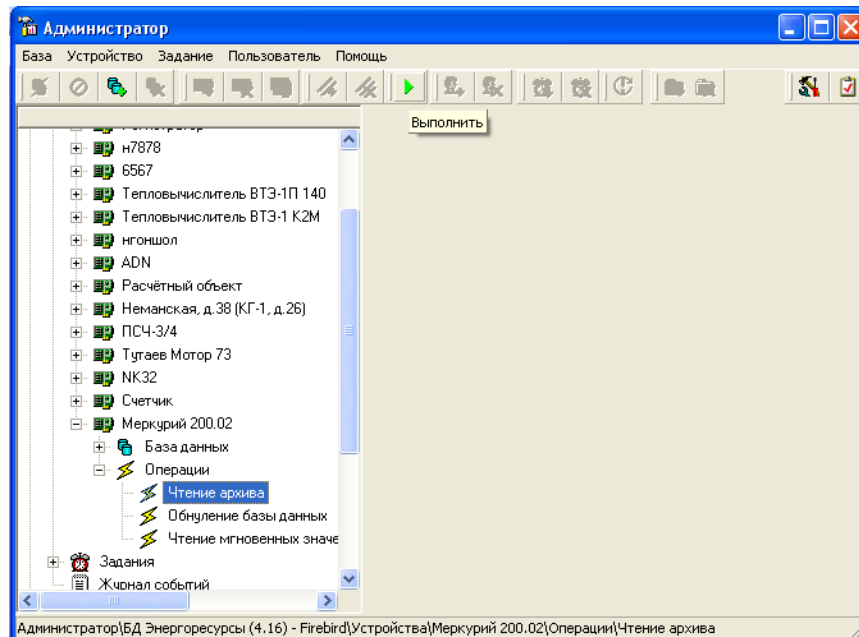 Администратор
База Устройство Задание Пользователь Помощь
Выполнить
н7878
6567
Тепловычислитель ВТЭ-1П 140
Тепловычислитель ВТЭ-1 К2М
нгоншол
ADN
Расчётный объект
Неманская, д.38 (КГ-1, д.26)
ПСЧ-3/4
Тутаев Мотор 73
NK32
Счетчик
Меркурий 200.02
База данных
Операции
Чтение архива
Обнуление базы данных
Чтение мгновенных значе
Задания
Журнал событий
Администратор\БД Энергоресурсы (4.16) - Firebird\Устройства\Меркурий 200.02\Операции\Чтение архива